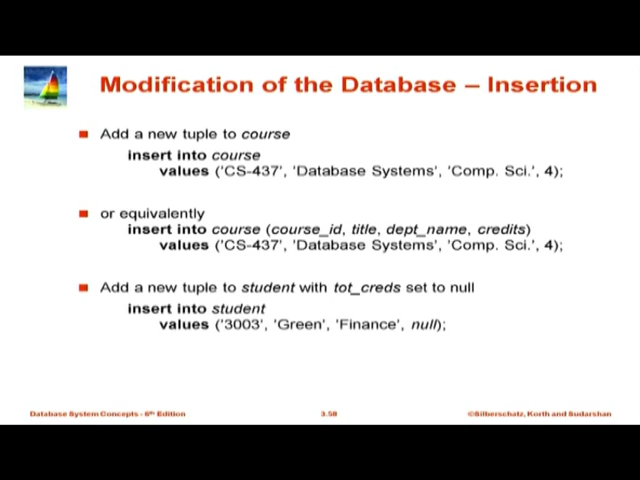 Modification of the Database – Insertion
Add a new tuple to course
insert into course
values ('CS-437', 'Database Systems', 'Comp. Sci.', 4);
or equivalently
insert into course (course_id, title, dept_name, credits)
values ('CS-437', 'Database Systems', 'Comp. Sci.', 4);
Add a new tuple to student with tot_creds set to null
insert into student
values ('3003', 'Green', 'Finance', null);
Database System Concepts - 6th Edition
3.58
©Silberschatz, Korth and Sudarshan